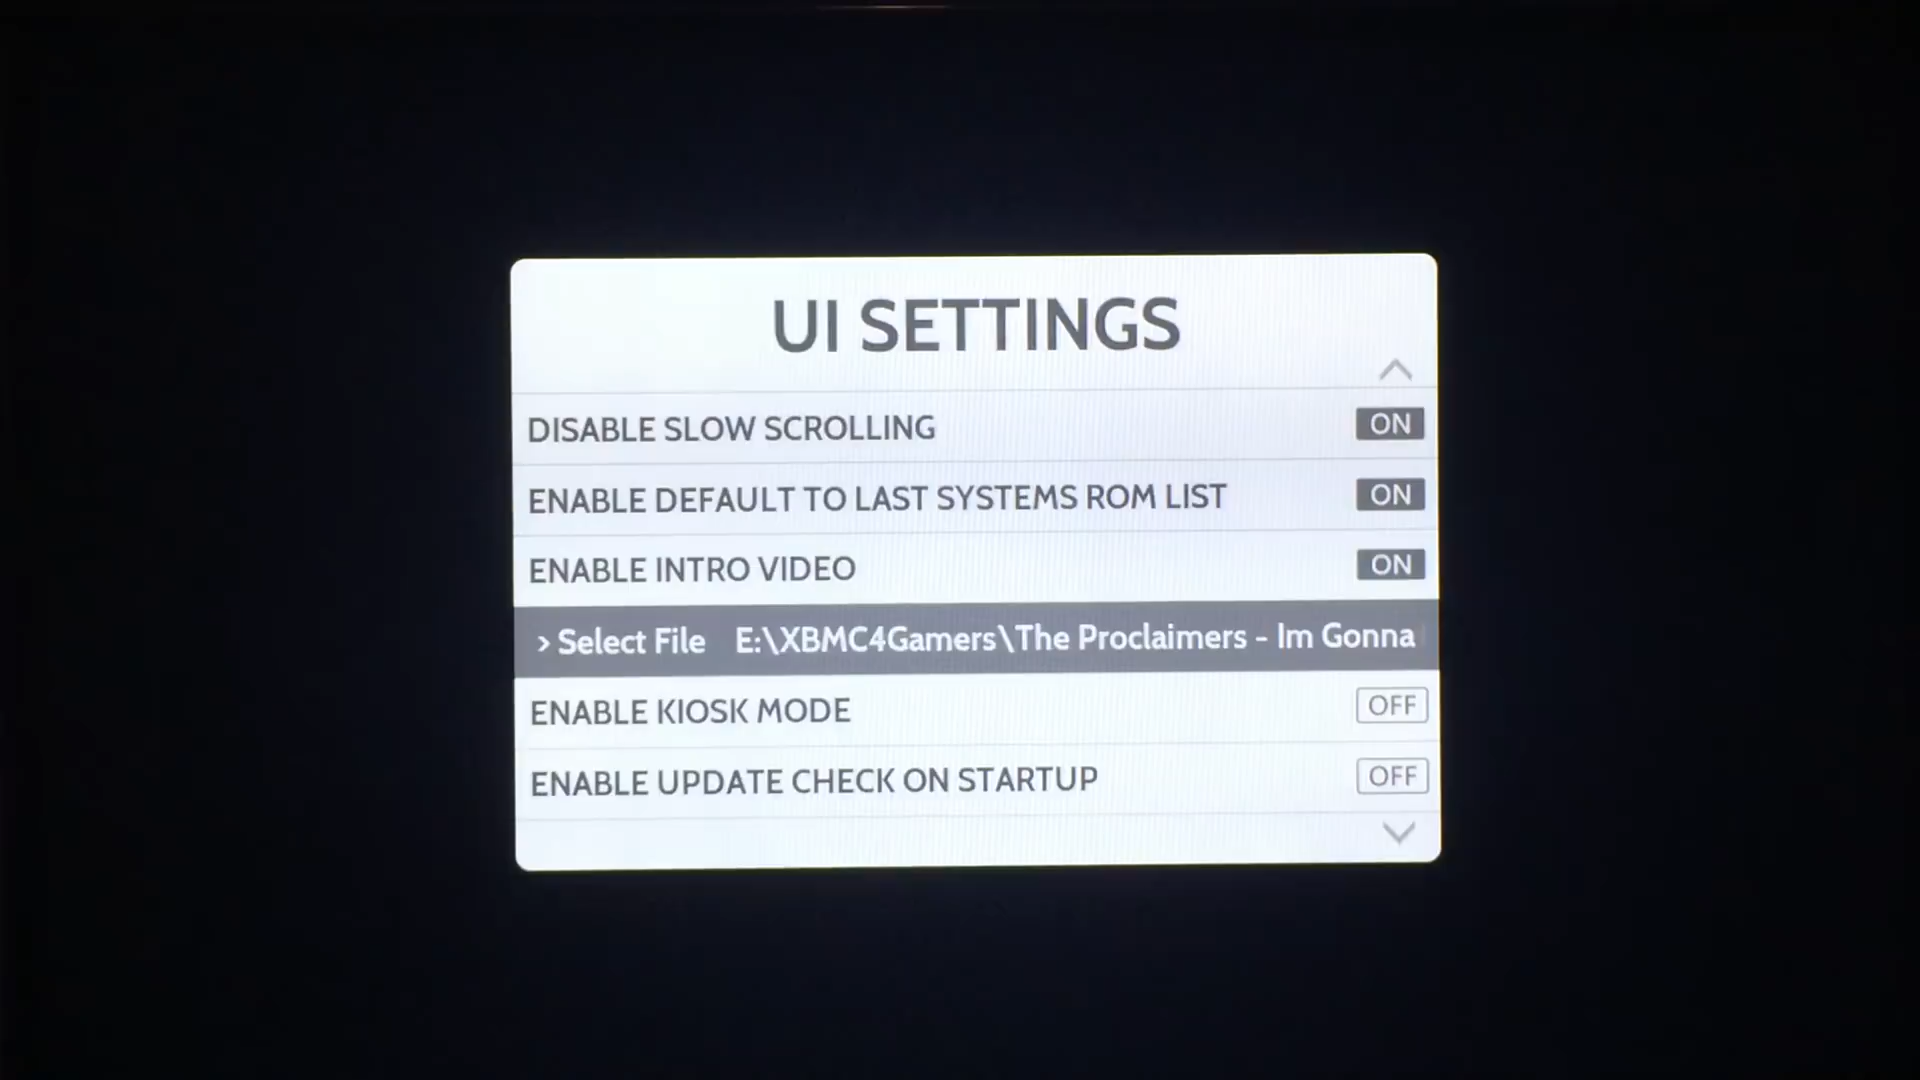 UI SETTINGS
DISABLE SLOW SCROLLING ON
ENABLE DEFAULT TO LAST SYSTEMS ROM LIST ON
ENABLE INTRO VIDEO ON
> Select File E:\XBMC4Gamers\The Proclaimers - Im Gonna
ENABLE KIOSK MODE OFF
ENABLE UPDATE CHECK ON STARTUP OFF